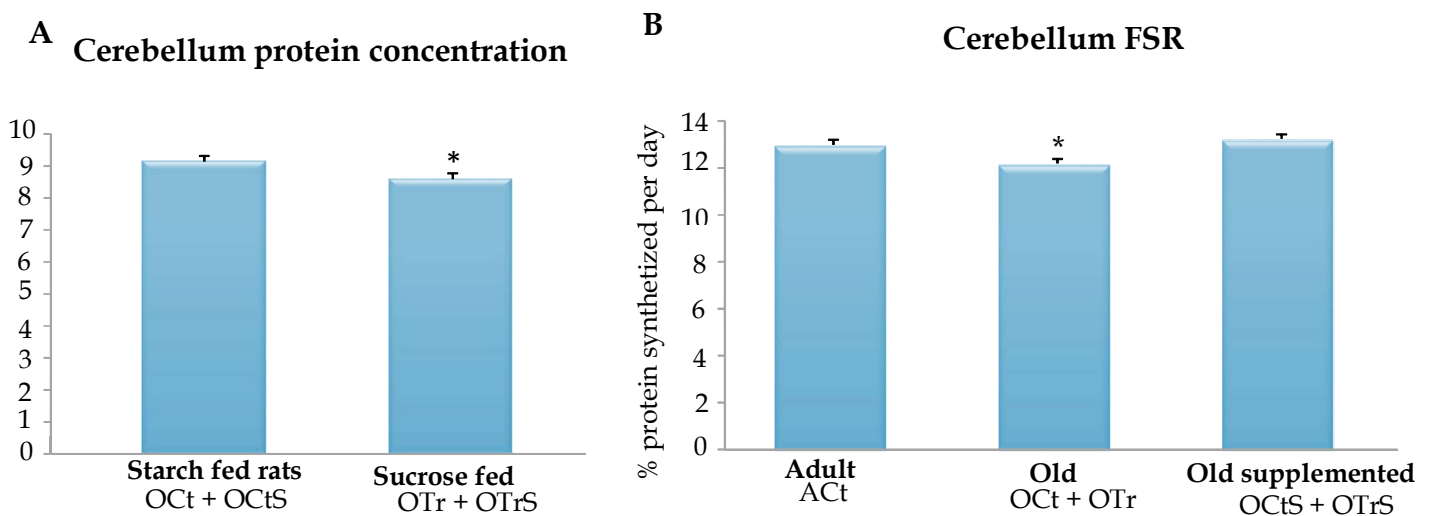 A
Cerebellum protein concentration
10
9
8
7
6
5
4
3
2
1
0
*
Starch fed rats
OCt + OCtS
Sucrose fed
OTr + OTrS
B
Cerebellum FSR
% protein synthetized per day
14
12
10
8
6
4
2
0
*
Adult
ACt
Old
OCt + OTr
Old supplemented
OCtS + OTrS